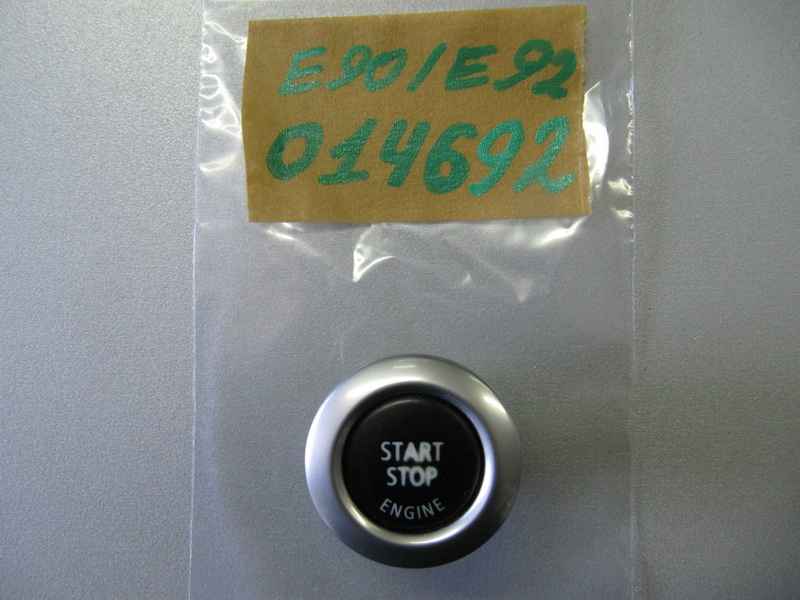 E90/E92
014692
START
STOP
ENGINE